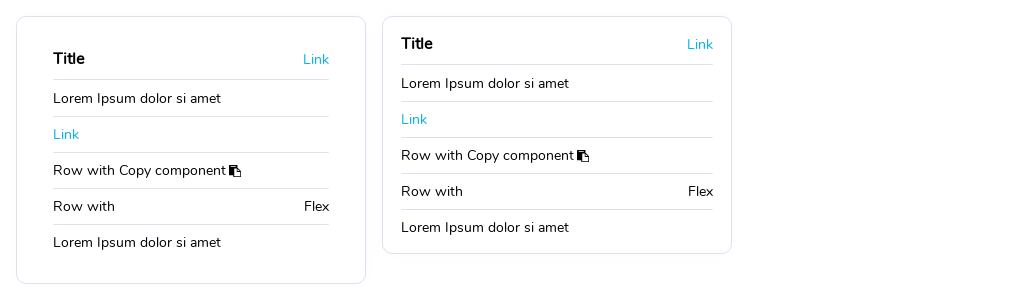 Title Link
Lorem Ipsum dolor si amet
Link
Row with Copy component
Row with Flex
Lorem Ipsum dolor si amet
Title Link
Lorem Ipsum dolor si amet
Link
Row with Copy component
Row with Flex
Lorem Ipsum dolor si amet